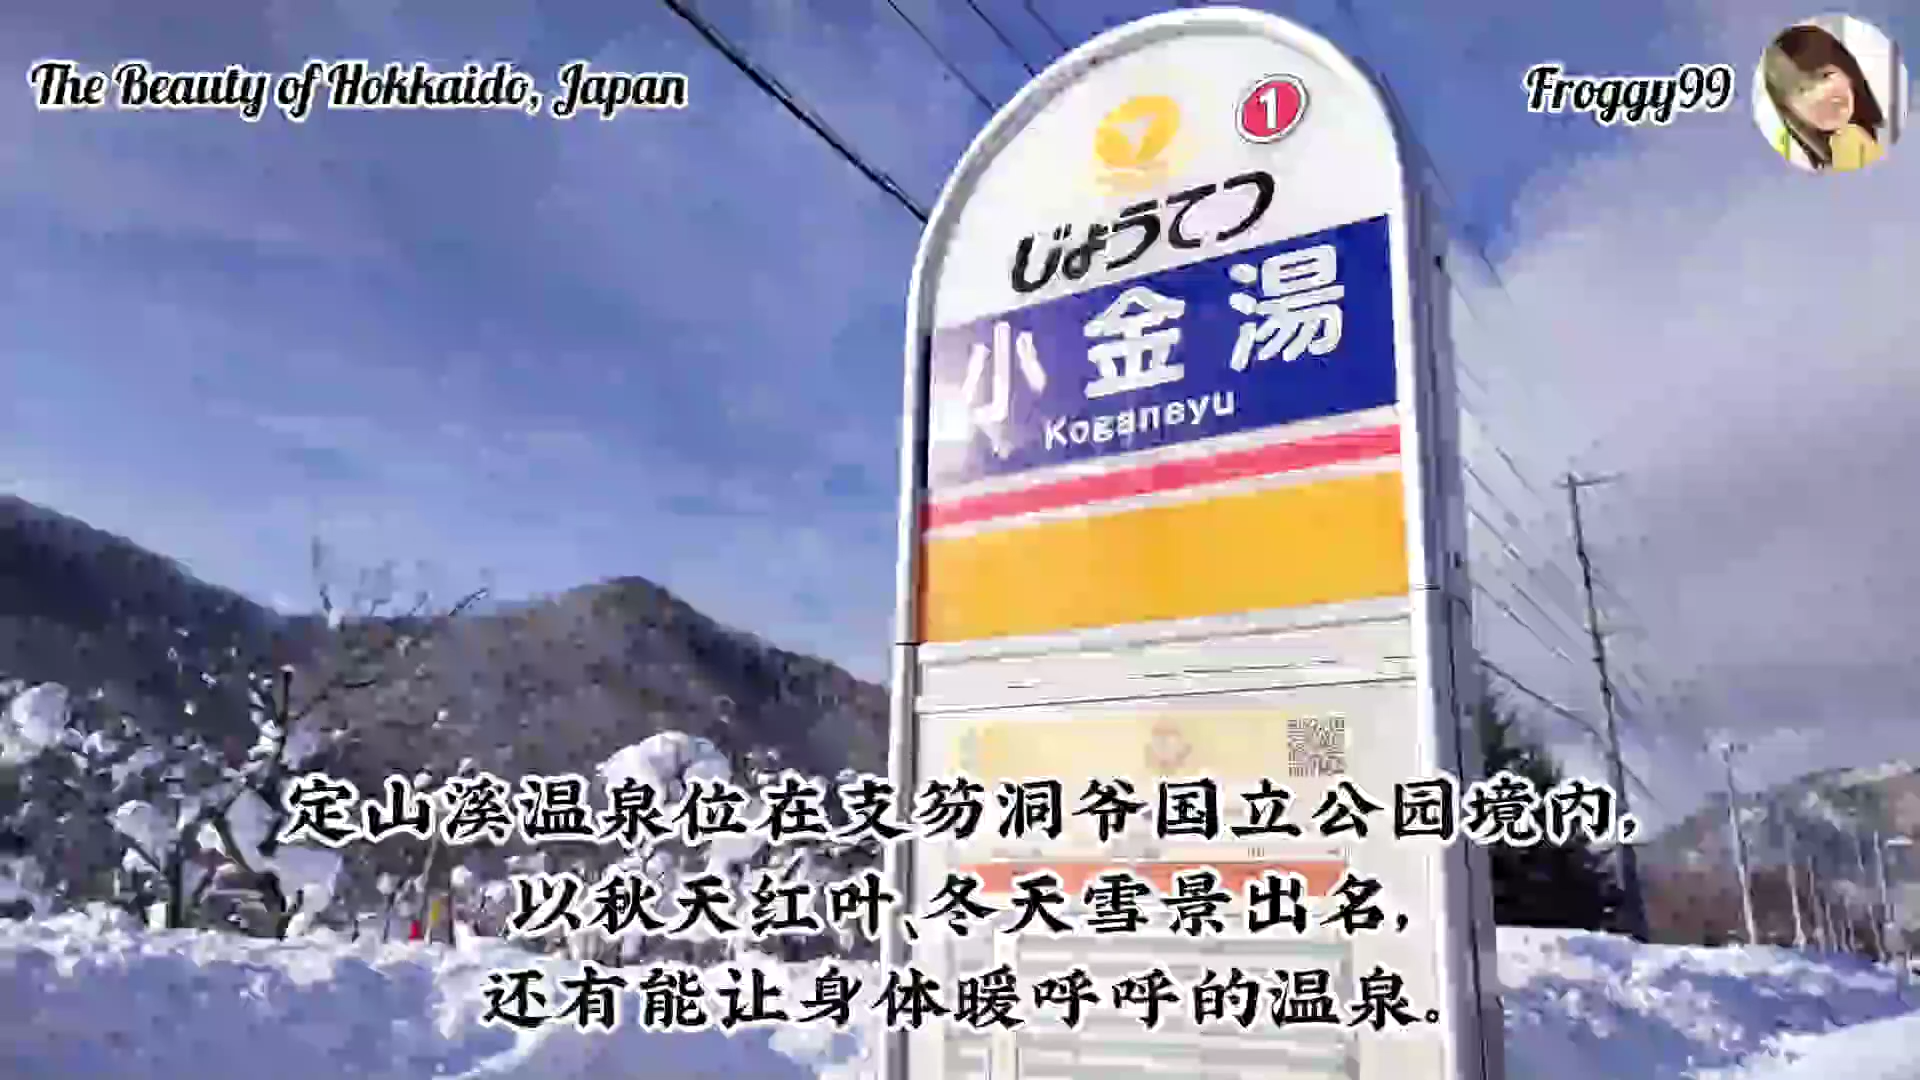 The Beauty of Hokkaido, Japan
Froggy99
1
じょうてつ
小金湯
Koganeyu
定山溪温泉位在支笏洞爷国立公园境内,
以秋天红叶、冬天雪景出名,
还有能让身体暖呼呼的温泉。